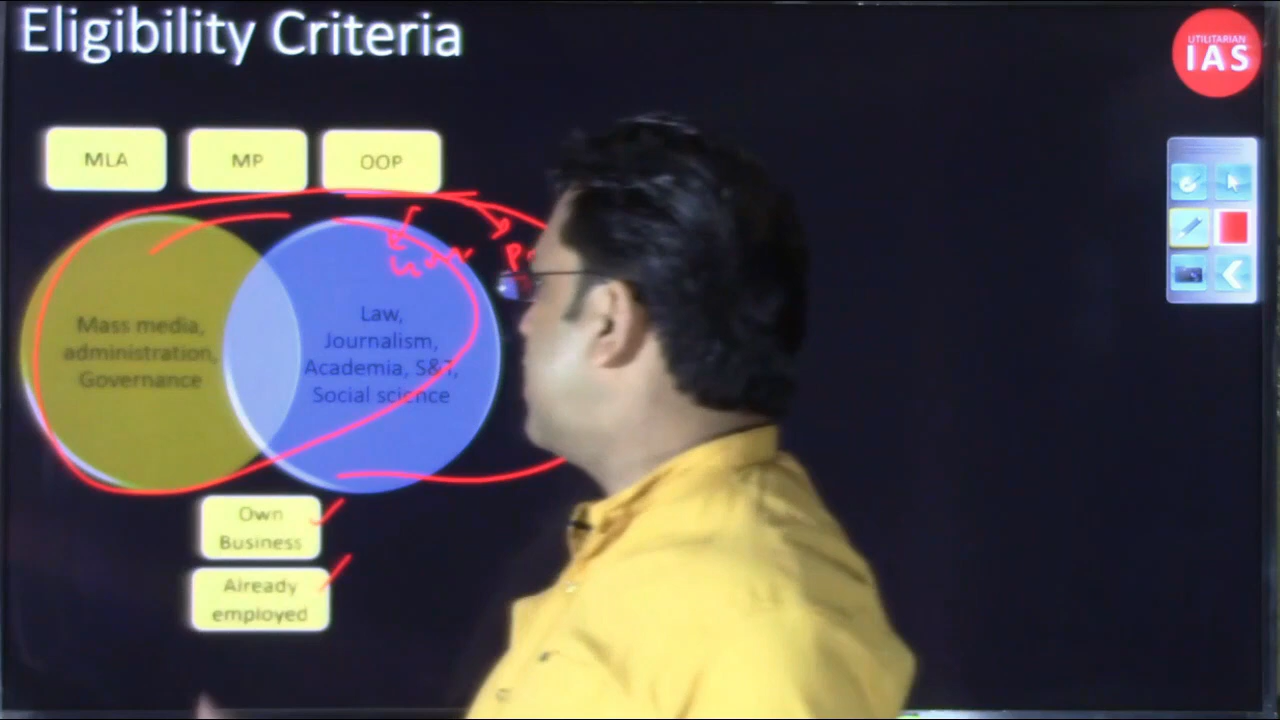 Eligibility Criteria
UTILITARIAN
IAS
MLA
MP
OOP
Mass media,
administration,
Governance
Law,
Journalism,
Academia, S&T,
Social science
Own
Business
Already
employed